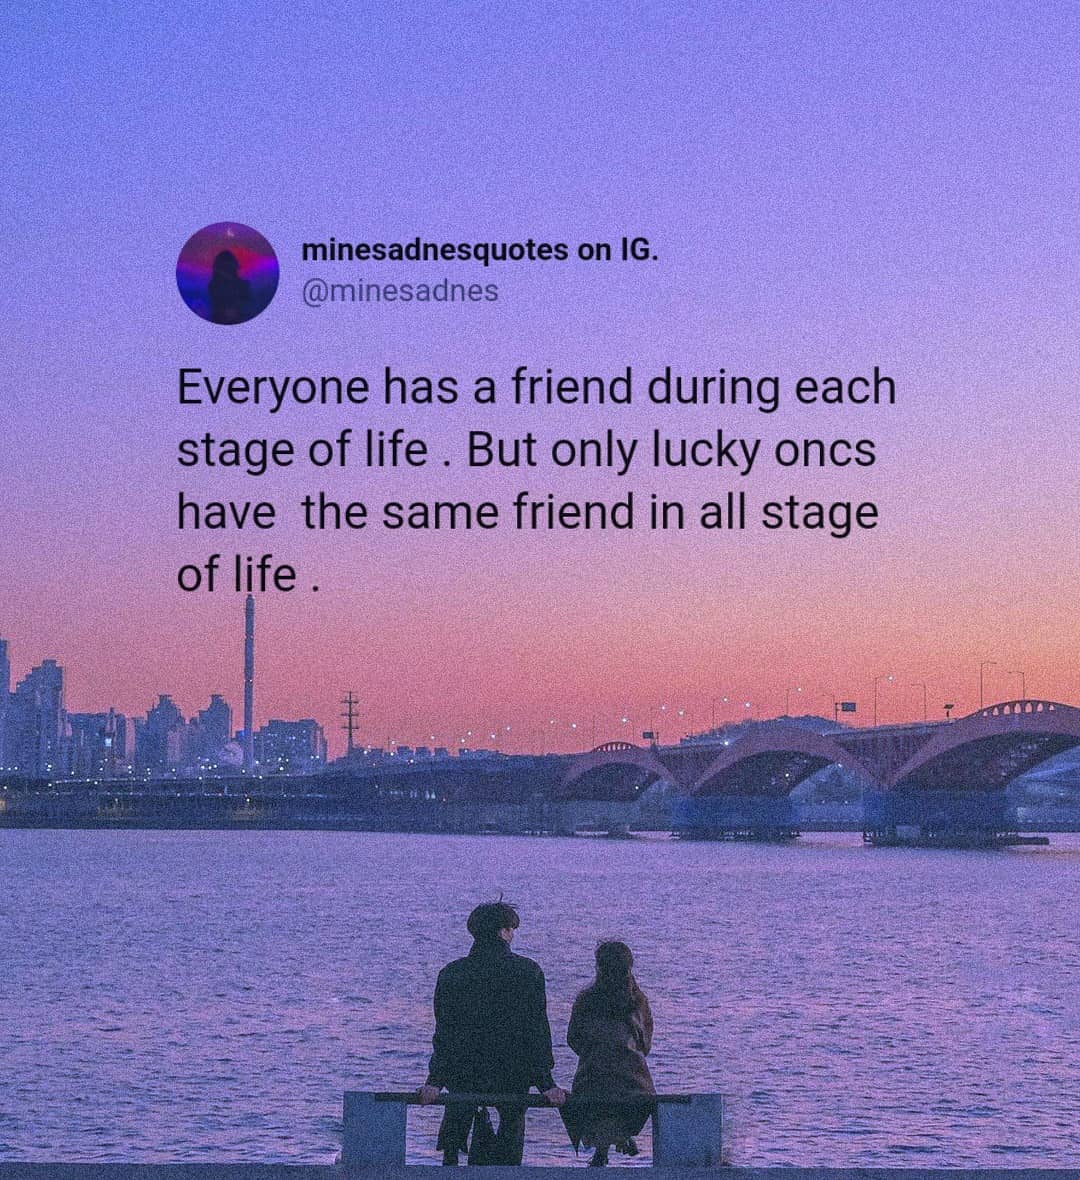 minesadnesquotes on IG.
@minesadnes
Everyone has a friend during each
stage of life . But only lucky oncs
have  the same friend in all stage
of life .